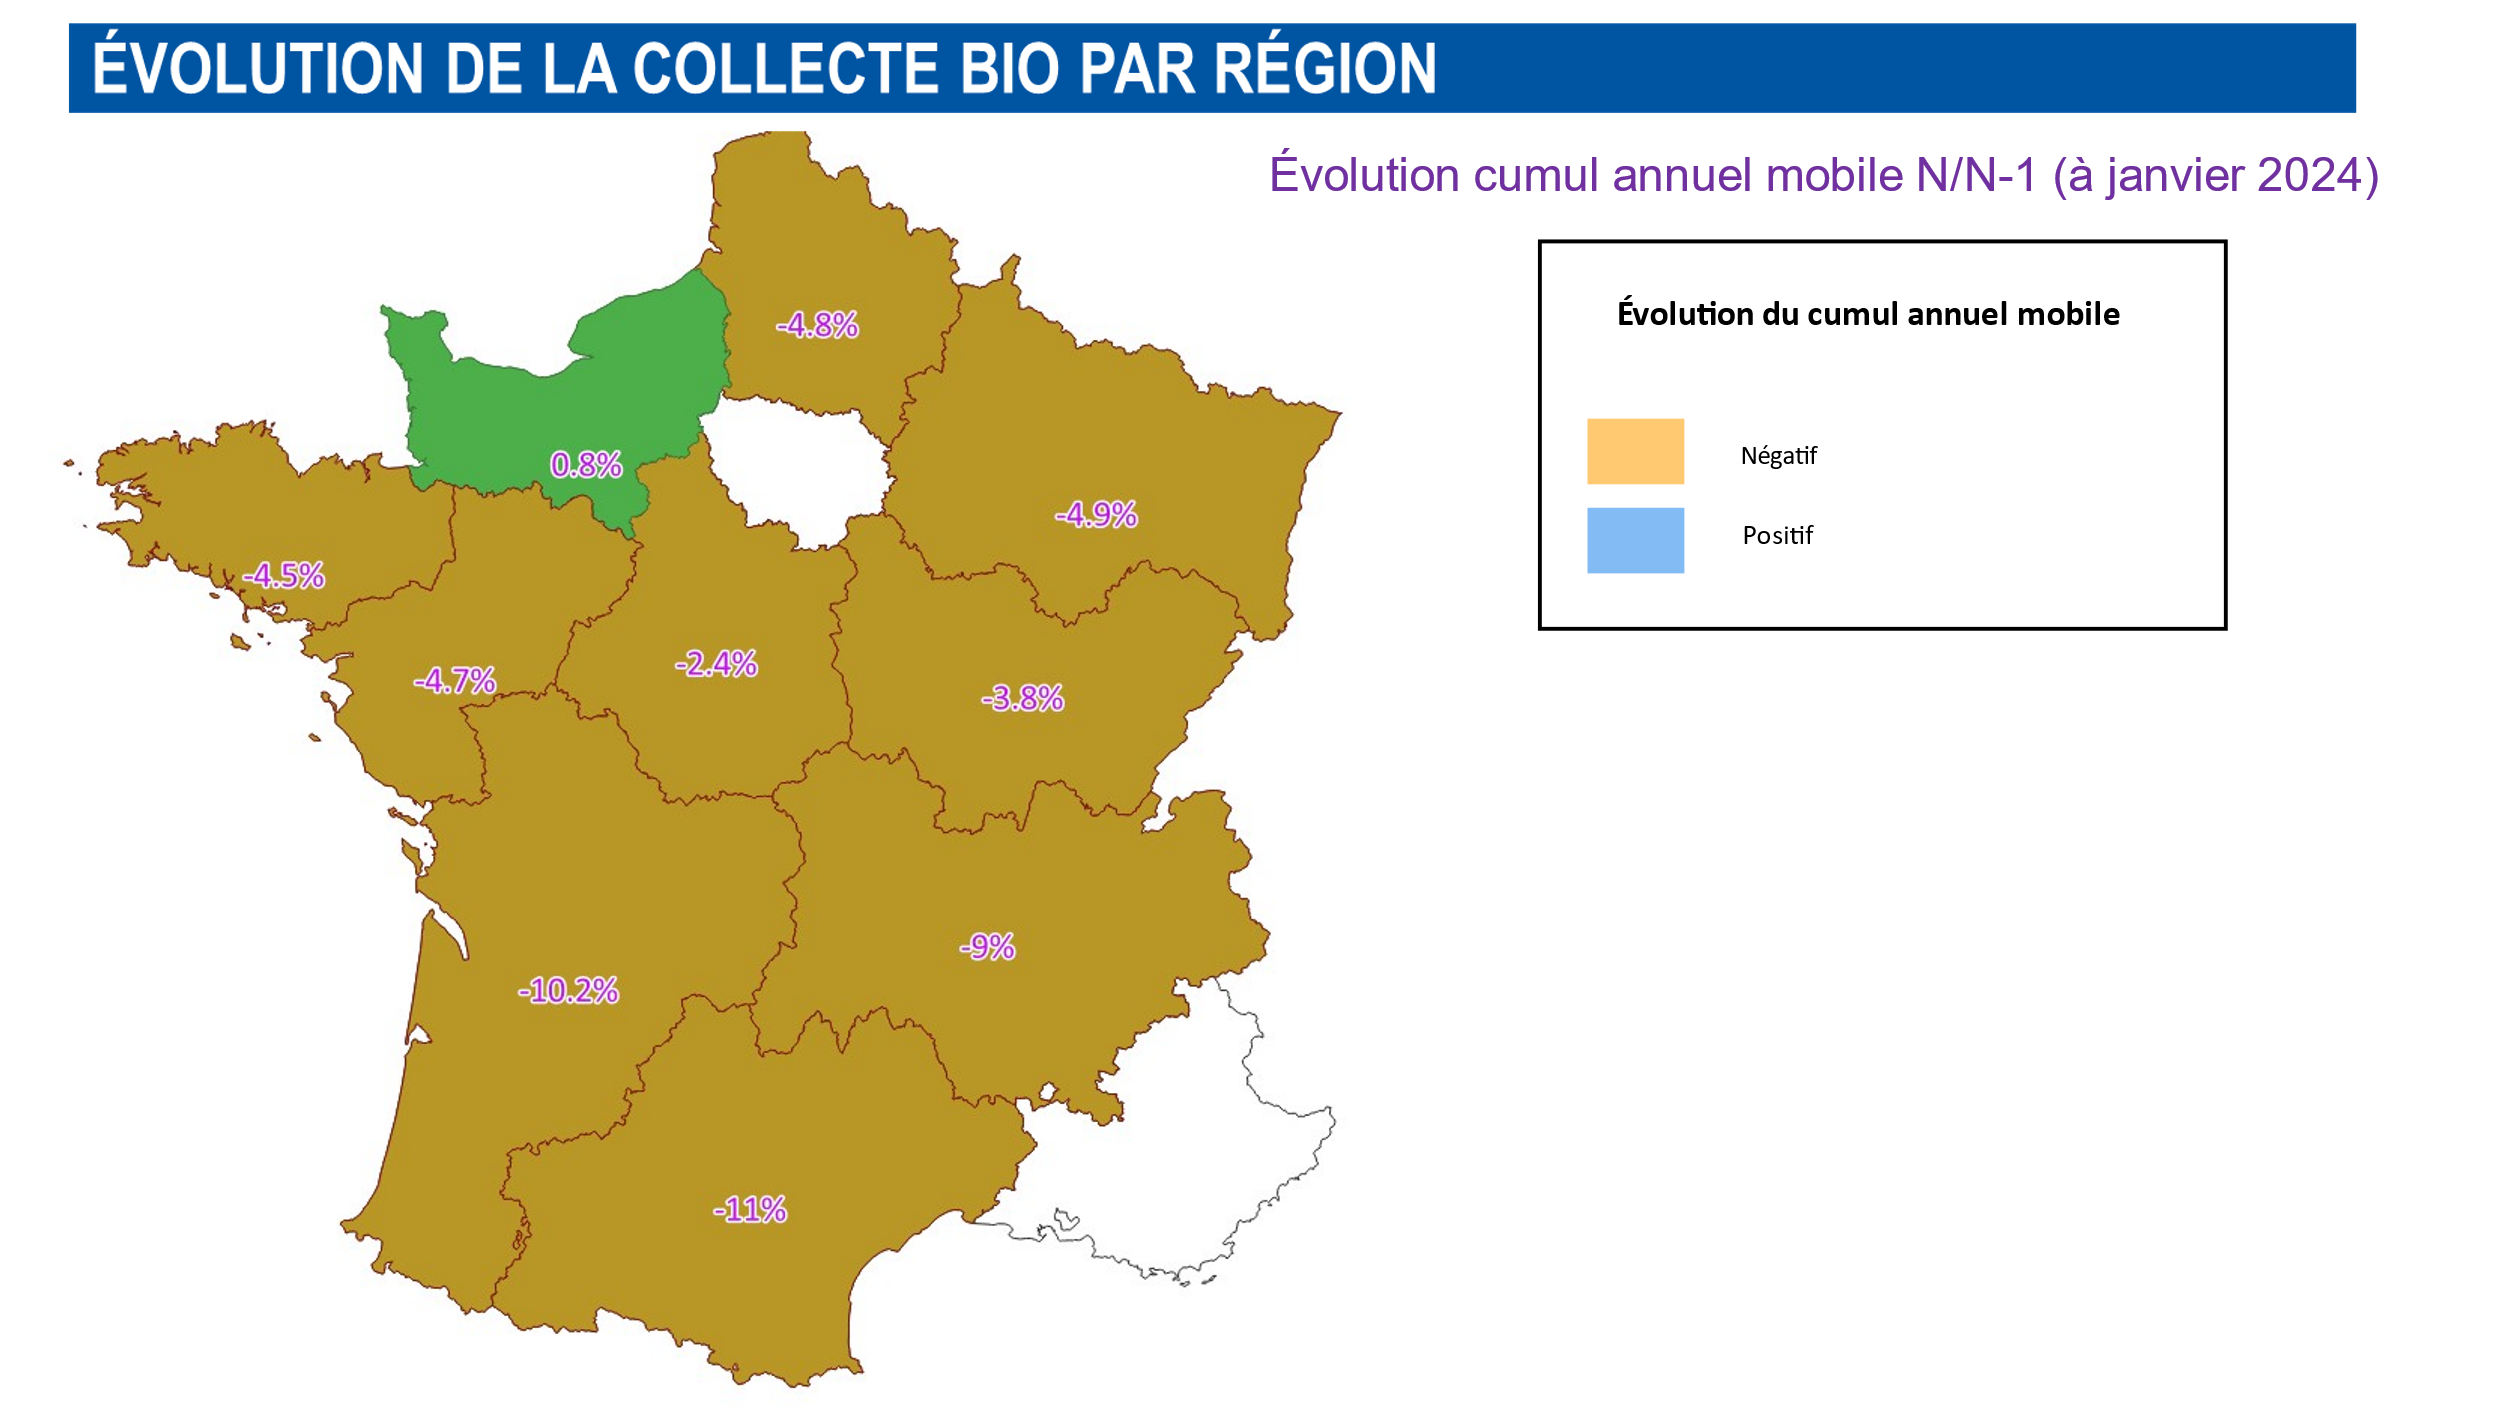 ÉVOLUTION DE LA COLLECTE BIO PAR RÉGION
Évolution cumul annuel mobile N/N-1 (à janvier 2024)
Évolution du cumul annuel mobile
Négatif
Positif
-4.8%
0.8%
-4.9%
-4.5%
-4.7%
-2.4%
-3.8%
-9%
-10.2%
-11%